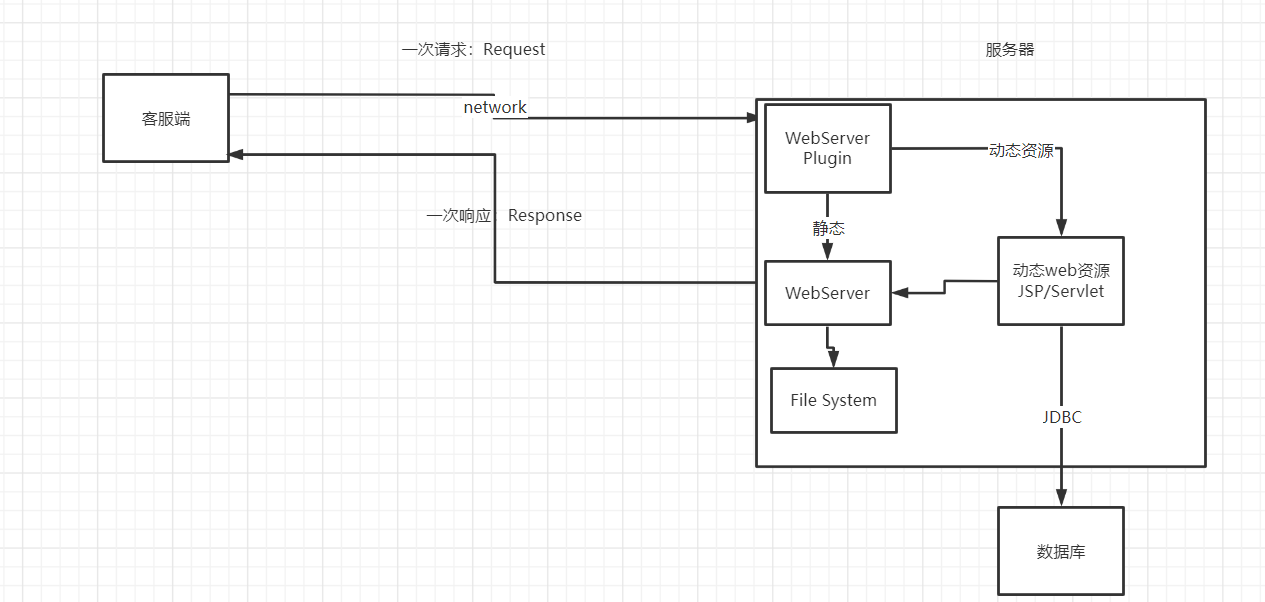 一次请求：Request
服务器
客服端
network
WebServer
Plugin
动态资源
一次响应：Response
静态
动态web资源
JSP/Servlet
WebServer
File System
JDBC
数据库